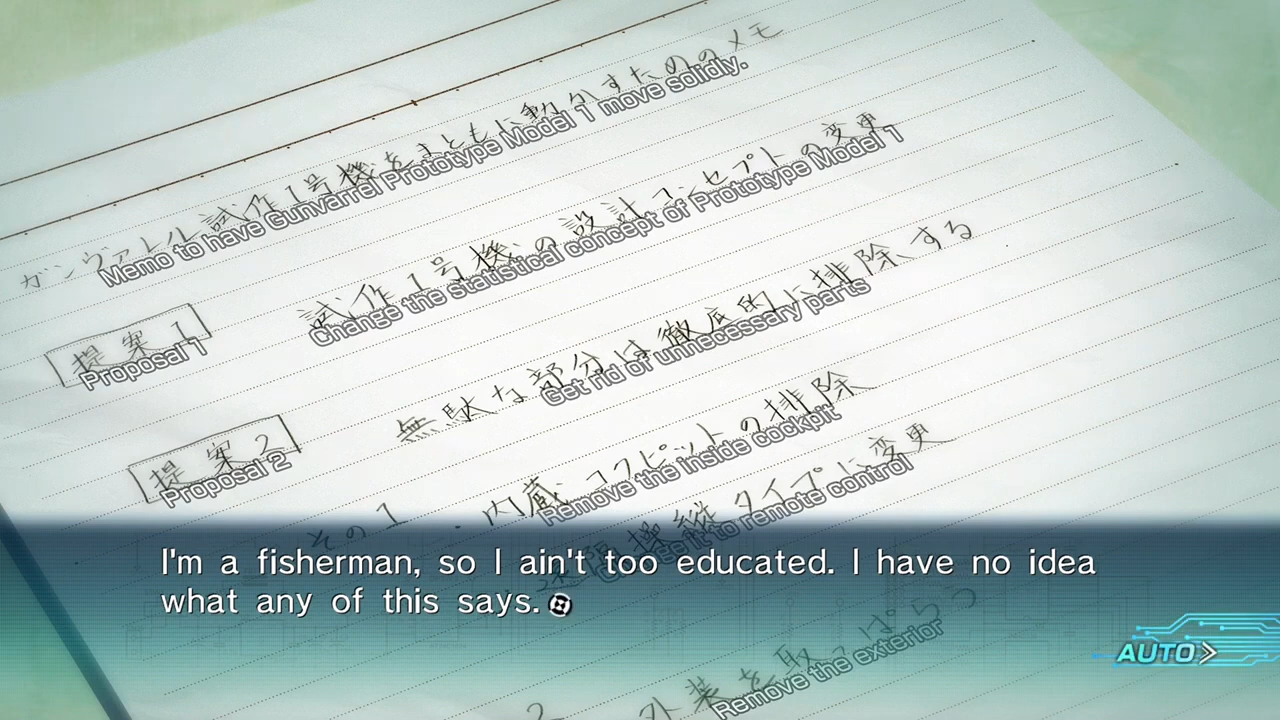 ガンヴァレル試作1号機をまともに動かすためのメモ
Memo to have Gunvarrel Prototype Model 1 move solidly.
試作1号機の設計コンセプトの変更
Change the statistical concept of Prototype Model 1
提案1
Proposal 1
無駄な部分は徹底的に排除する
Get rid of unnecessary parts
提案2
Proposal 2
その1. 内蔵コクピットの排除
Remove the inside cockpit
遠隔操縦タイプに変更
to remote control
I'm a fisherman, so I ain't too educated. I have no idea
what any of this says.
2 外装を取っぱらう
Remove the exterior
AUTO